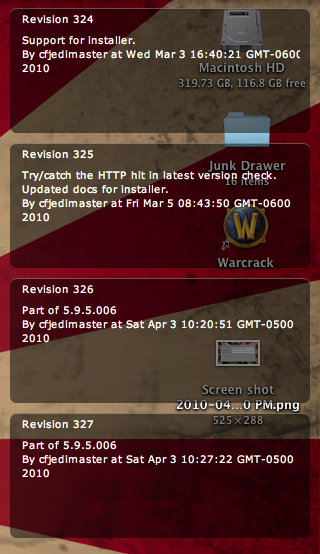 Revision 324
Support for installer.
By cfjedimaster at Wed Mar 3 16:40:21 GMT-0600
2010
Macintosh HD
319.73 GB, 116.8 GB free
Revision 325
Try/catch the HTTP hit in latest version check.
Updated docs for installer.
By cfjedimaster at Fri Mar 5 08:43:50 GMT-0600
2010
Junk Drawer
16 items
W
Warcrack
Revision 326
Part of 5.9.5.006
By cfjedimaster at Sat Apr 3 10:20:51 GMT-0500
2010
Screen shot
2010-04...0 PM.png
525×288
Revision 327
Part of 5.9.5.006
By cfjedimaster at Sat Apr 3 10:27:22 GMT-0500
2010